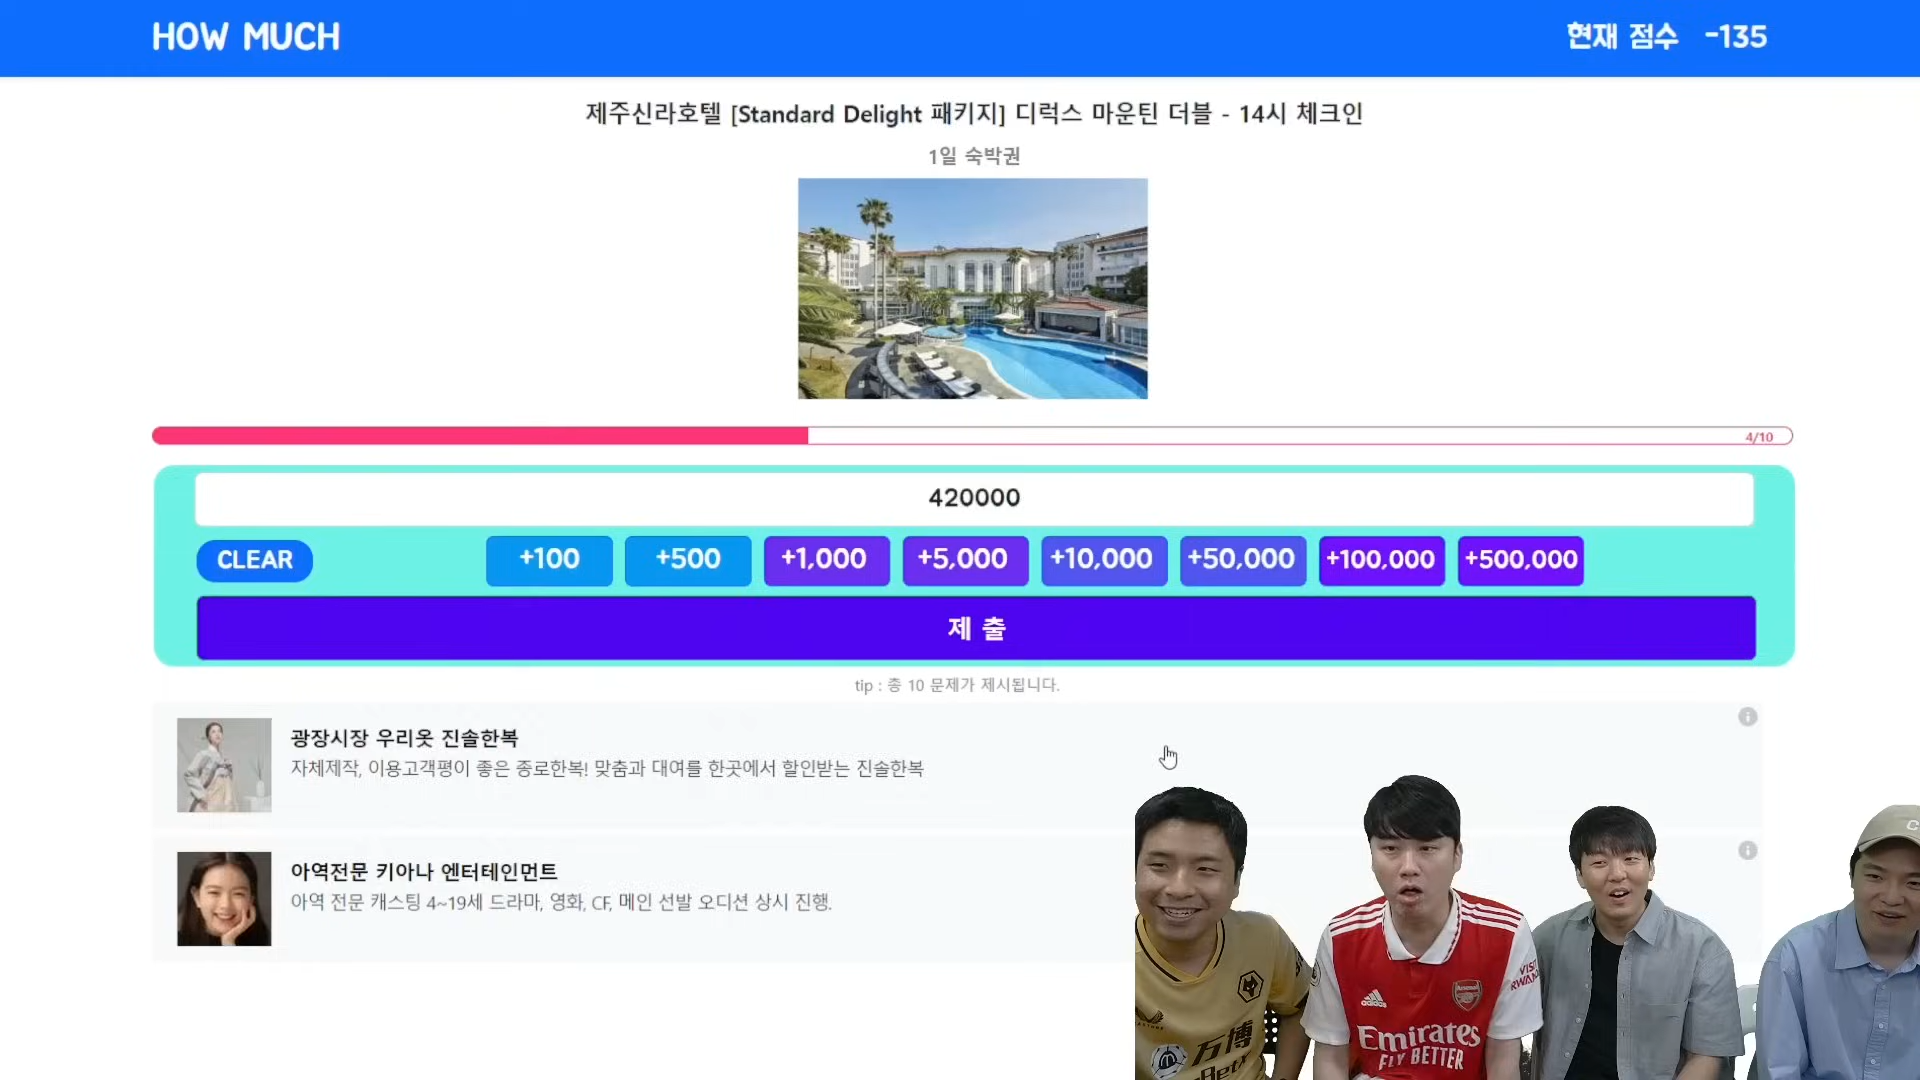 HOW MUCH
현재 점수 -135
제주신라호텔 [Standard Delight 패키지] 디럭스 마운틴 더블 - 14시 체크인
1일 숙박권
4/10
420000
CLEAR
+100
+500
+1,000
+5,000
+10,000
+50,000
+100,000
+500,000
제 출
tip : 총 10 문제가 제시됩니다.
광장시장 우리옷 진솔한복
자체제작, 이용고객평이 좋은 종로한복! 맞춤과 대여를 한곳에서 할인받는 진솔한복
아역전문 키아나 엔터테인먼트
아역 전문 캐스팅 4~19세 드라마, 영화, CF, 메인 선발 오디션 상시 진행.
万博
adidas
Arsenal
Emirates
FLY BETTER
VISIT
RWAN
C